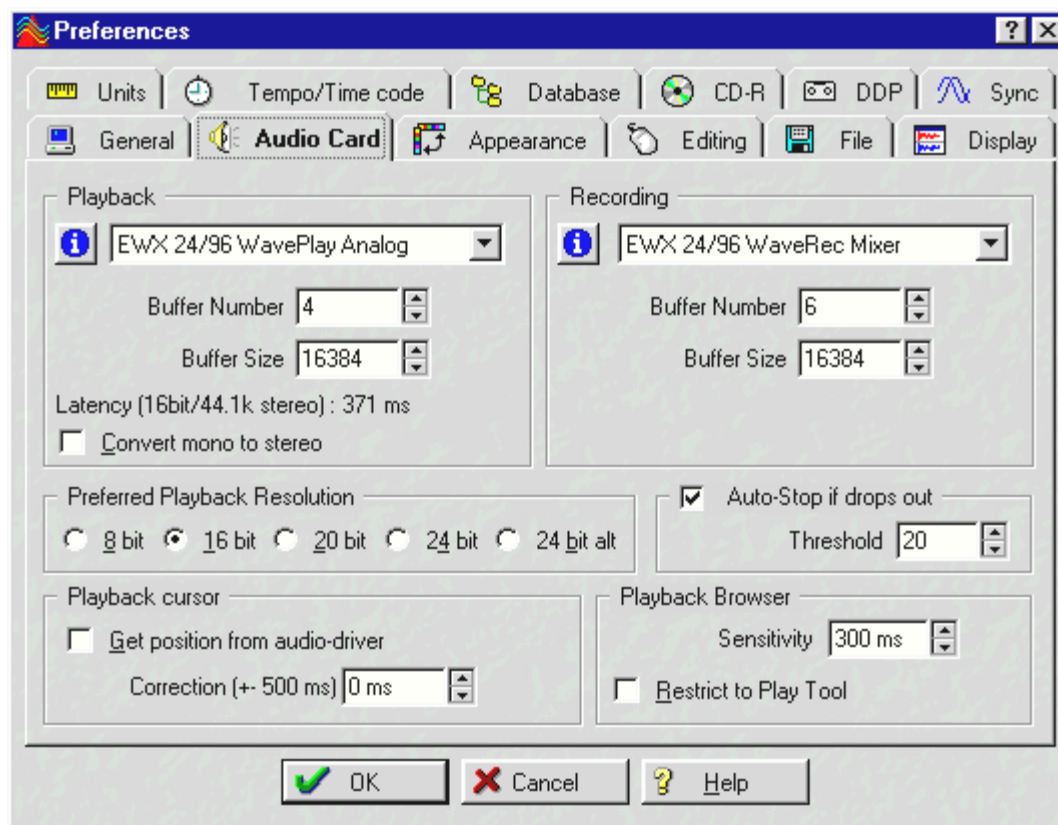 Preferences
Units Tempo/Time code Database CD-R DDP Sync
General Audio Card Appearance Editing File Display
Playback
EWX 24/96 WavePlay Analog
Buffer Number 4
Buffer Size 16384
Latency (16bit/44.1k stereo) : 371 ms
Convert mono to stereo
Recording
EWX 24/96 WaveRec Mixer
Buffer Number 6
Buffer Size 16384
Preferred Playback Resolution
8 bit 16 bit 20 bit 24 bit 24 bit alt
Auto-Stop if drops out
Threshold 20
Playback cursor
Get position from audio-driver
Correction (+- 500 ms) 0 ms
Playback Browser
Sensitivity 300 ms
Restrict to Play Tool
OK Cancel Help